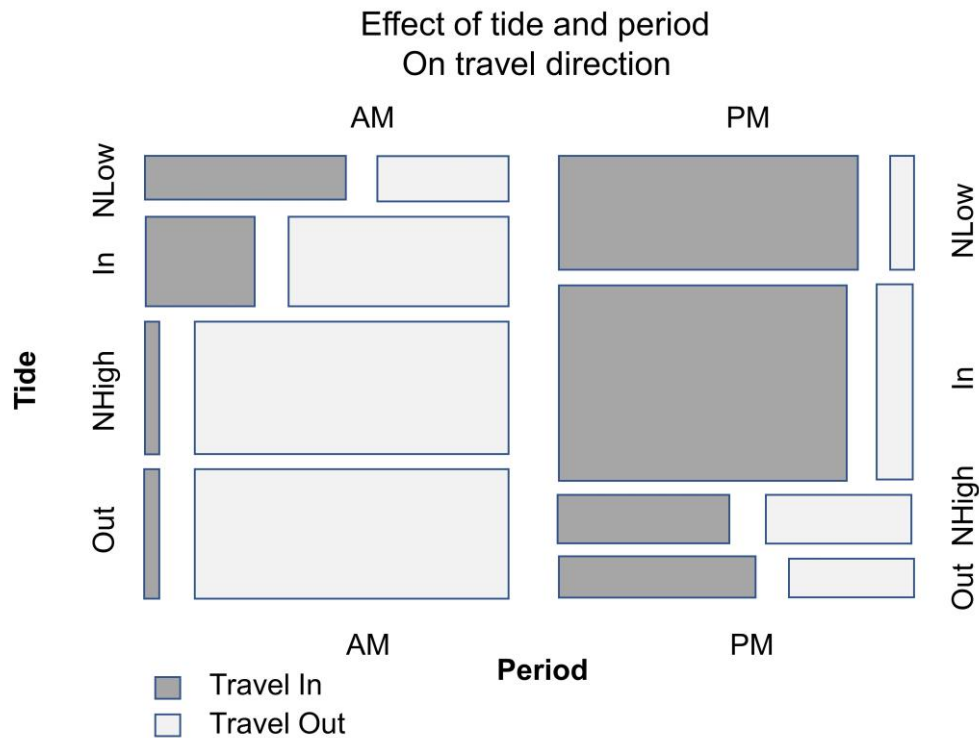 Effect of tide and period
On travel direction
AM
PM
NLow
In
NHigh
Out
Tide
NLow
In
NHigh
Out
AM
PM
Period
Travel In
Travel Out